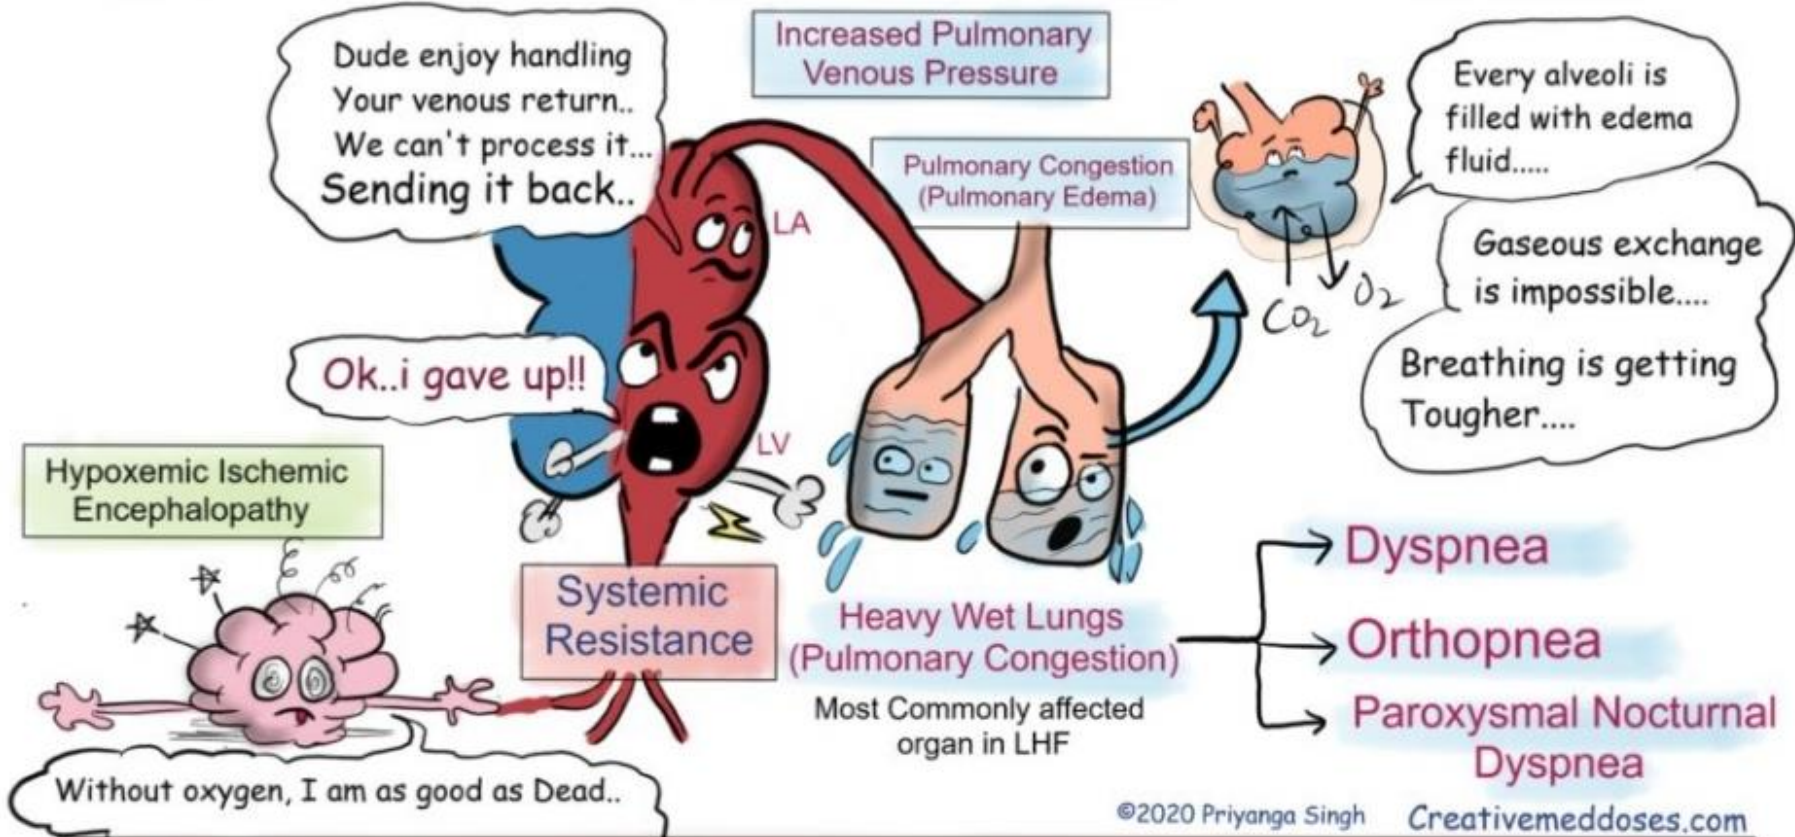 Dude enjoy handling
Your venous return..
We can't process it...
Sending it back..
Increased Pulmonary
Venous Pressure
Pulmonary Congestion
(Pulmonary Edema)
Every alveoli is
filled with edema
fluid.....
Gaseous exchange
is impossible....
Breathing is getting
Tougher....
CO2
O2
LA
Ok..i gave up!!
LV
Hypoxemic Ischemic
Encephalopathy
Systemic
Resistance
Heavy Wet Lungs
(Pulmonary Congestion)
Most Commonly affected
organ in LHF
Dyspnea
Orthopnea
Paroxysmal Nocturnal
Dyspnea
Without oxygen, I am as good as Dead..
©2020 Priyanga Singh
Creativemeddoses.com